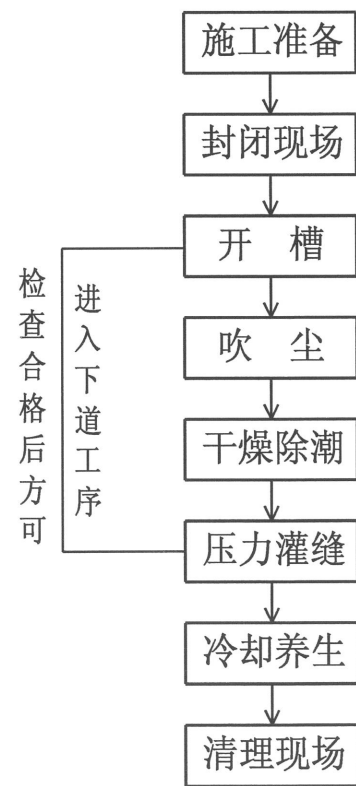 施工准备
封闭现场
开 槽
吹 尘
干燥除潮
压力灌缝
冷却养生
清理现场
检查合格后方可
进入下道工序